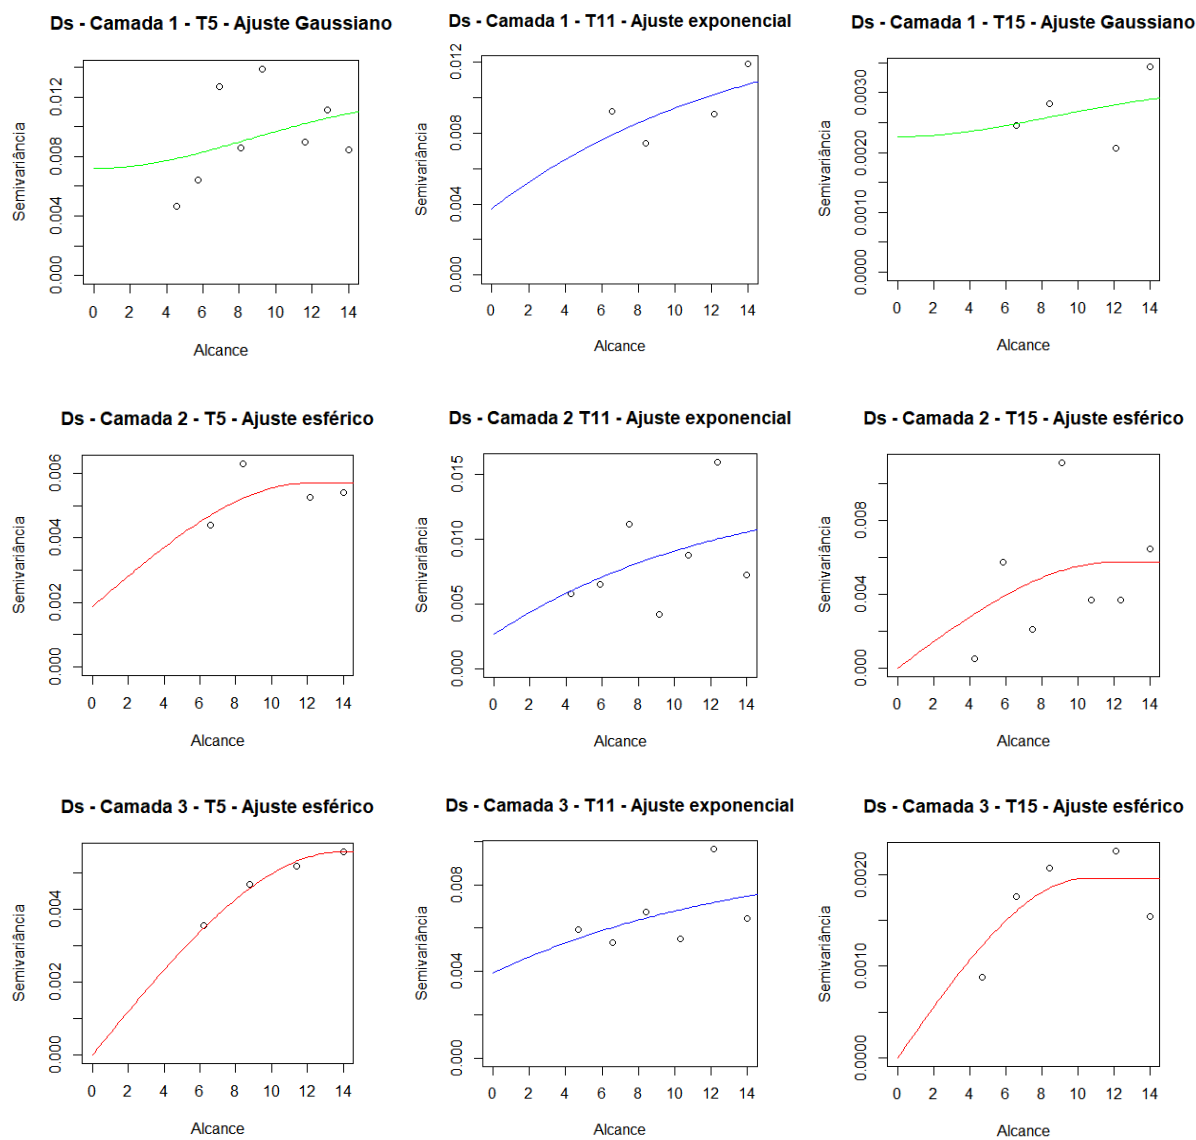 Ds - Camada 1 - T5 - Ajuste Gaussiano
Semivariância
0.000 0.004 0.008 0.012
0 2 4 6 8 10 12 14
Alcance
Ds - Camada 1 - T11 - Ajuste exponencial
Semivariância
0.000 0.004 0.008 0.012
0 2 4 6 8 10 12 14
Alcance
Ds - Camada 1 - T15 - Ajuste Gaussiano
Semivariância
0.0000 0.0010 0.0020 0.0030
0 2 4 6 8 10 12 14
Alcance
Ds - Camada 2 - T5 - Ajuste esférico
Semivariância
0.000 0.002 0.004 0.006
0 2 4 6 8 10 12 14
Alcance
Ds - Camada 2 T11 - Ajuste exponencial
Semivariância
0.000 0.005 0.010 0.015
0 2 4 6 8 10 12 14
Alcance
Ds - Camada 2 - T15 - Ajuste esférico
Semivariância
0.000 0.004 0.008
0 2 4 6 8 10 12 14
Alcance
Ds - Camada 3 - T5 - Ajuste esférico
Semivariância
0.000 0.002 0.004
0 2 4 6 8 10 12 14
Alcance
Ds - Camada 3 - T11 - Ajuste exponencial
Semivariância
0.000 0.004 0.008
0 2 4 6 8 10 12 14
Alcance
Ds - Camada 3 - T15 - Ajuste esférico
Semivariância
0.0000 0.0010 0.0020
0 2 4 6 8 10 12 14
Alcance